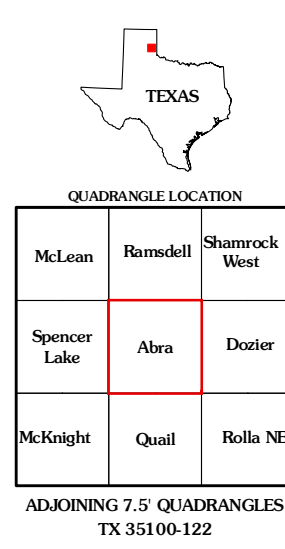 TEXAS
QUADRANGLE LOCATION
McLean Ramsdell Shamrock West
Spencer Lake Abra Dozier
McKnight Quail Rolla NE
ADJOINING 7.5' QUADRANGLES
TX 35100-122